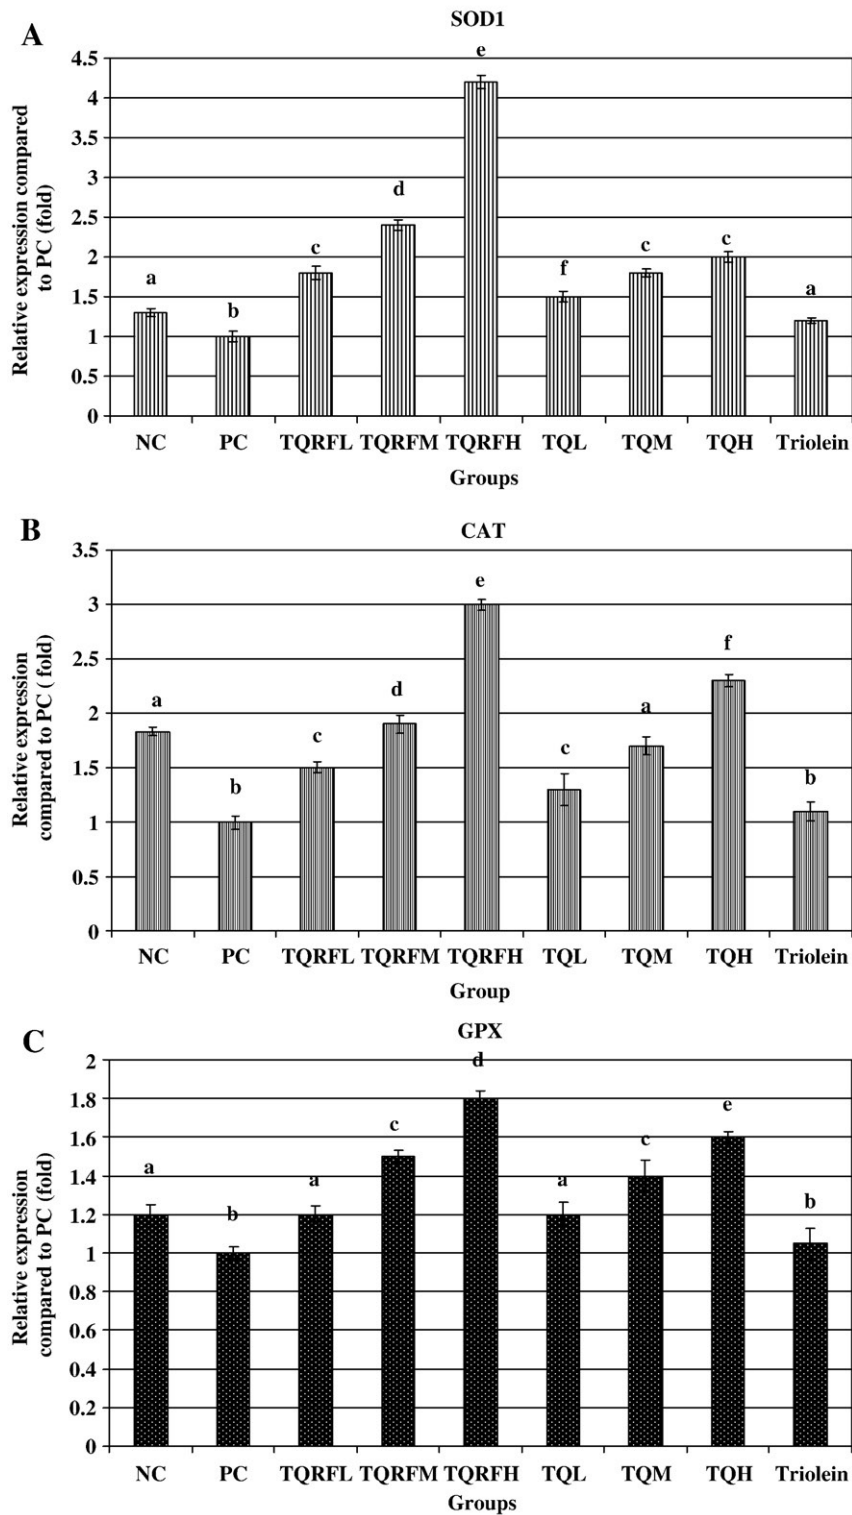 A
SOD1
Relative expression compared
to PC (fold)
4.5
4
3.5
3
2.5
2
1.5
1
0.5
0
a
b
c
d
e
f
c
c
a
NC PC TQRFL TQRFM TQRFH TQL TQM TQH Triolein
Groups
B
CAT
Relative expression
compared to PC ( fold)
3.5
3
2.5
2
1.5
1
0.5
0
a
b
c
d
e
c
a
f
b
NC PC TQRFL TQRFM TQRFH TQL TQM TQH Triolein
Group
C
GPX
Relative expression
compared to PC (fold)
2
1.8
1.6
1.4
1.2
1
0.8
0.6
0.4
0.2
0
a
b
a
c
d
a
c
e
b
NC PC TQRFL TQRFM TQRFH TQL TQM TQH Triolein
Groups